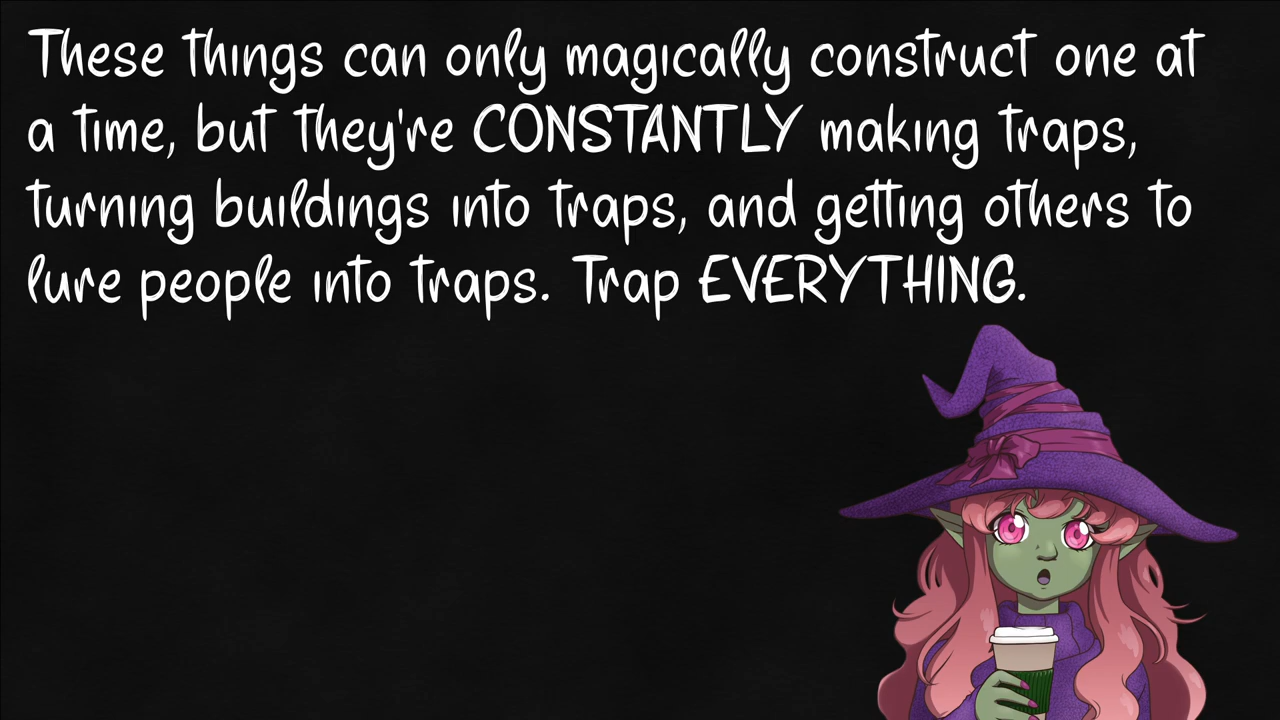 These things can only magically construct one at
a time, but they're CONSTANTLY making traps,
turning buildings into traps, and getting others to
lure people into traps. Trap EVERYTHING.